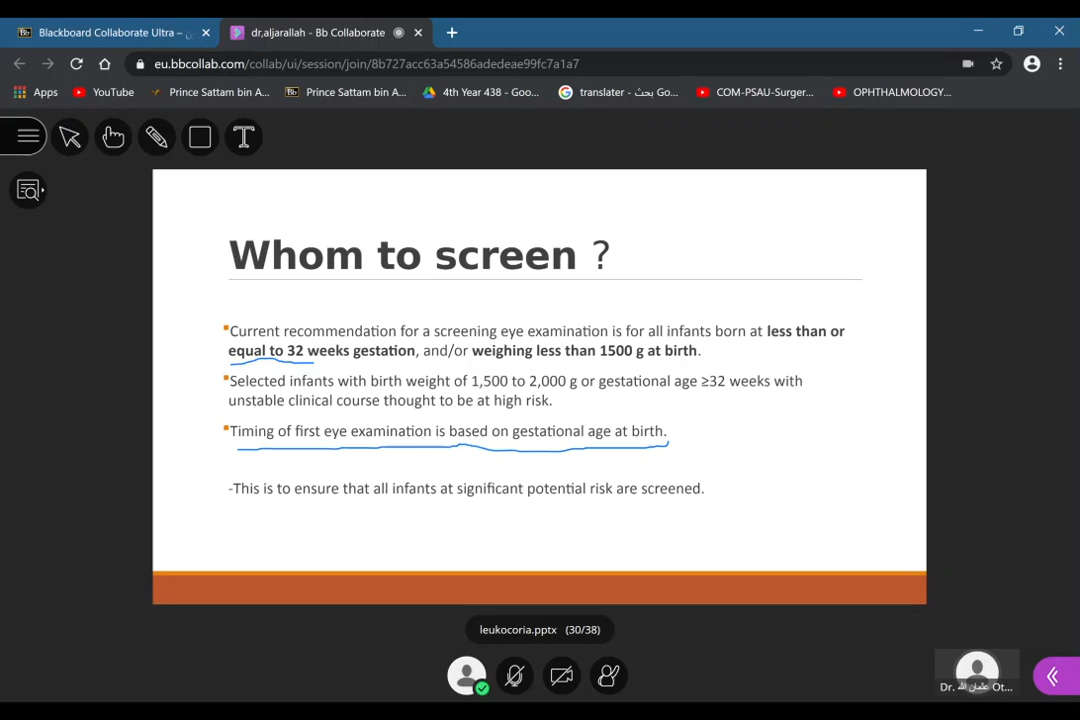 Blackboard Collaborate Ultra –
dr,aljarallah - Bb Collaborate
eu.bbcollab.com/collab/ui/session/join/8b727acc63a54586adedeae99fc7a1a7
Apps
YouTube
Prince Sattam bin A...
Prince Sattam bin A...
4th Year 438 - Goo...
translater - بحث Go...
COM-PSAU-Surger...
OPHTHALMOLOGY...
Whom to screen ?
Current recommendation for a screening eye examination is for all infants born at less than or
equal to 32 weeks gestation, and/or weighing less than 1500 g at birth.
Selected infants with birth weight of 1,500 to 2,000 g or gestational age ≥32 weeks with
unstable clinical course thought to be at high risk.
Timing of first eye examination is based on gestational age at birth.
-This is to ensure that all infants at significant potential risk are screened.
leukocoria.pptx (30/38)
Dr. عثمان الله Ot...